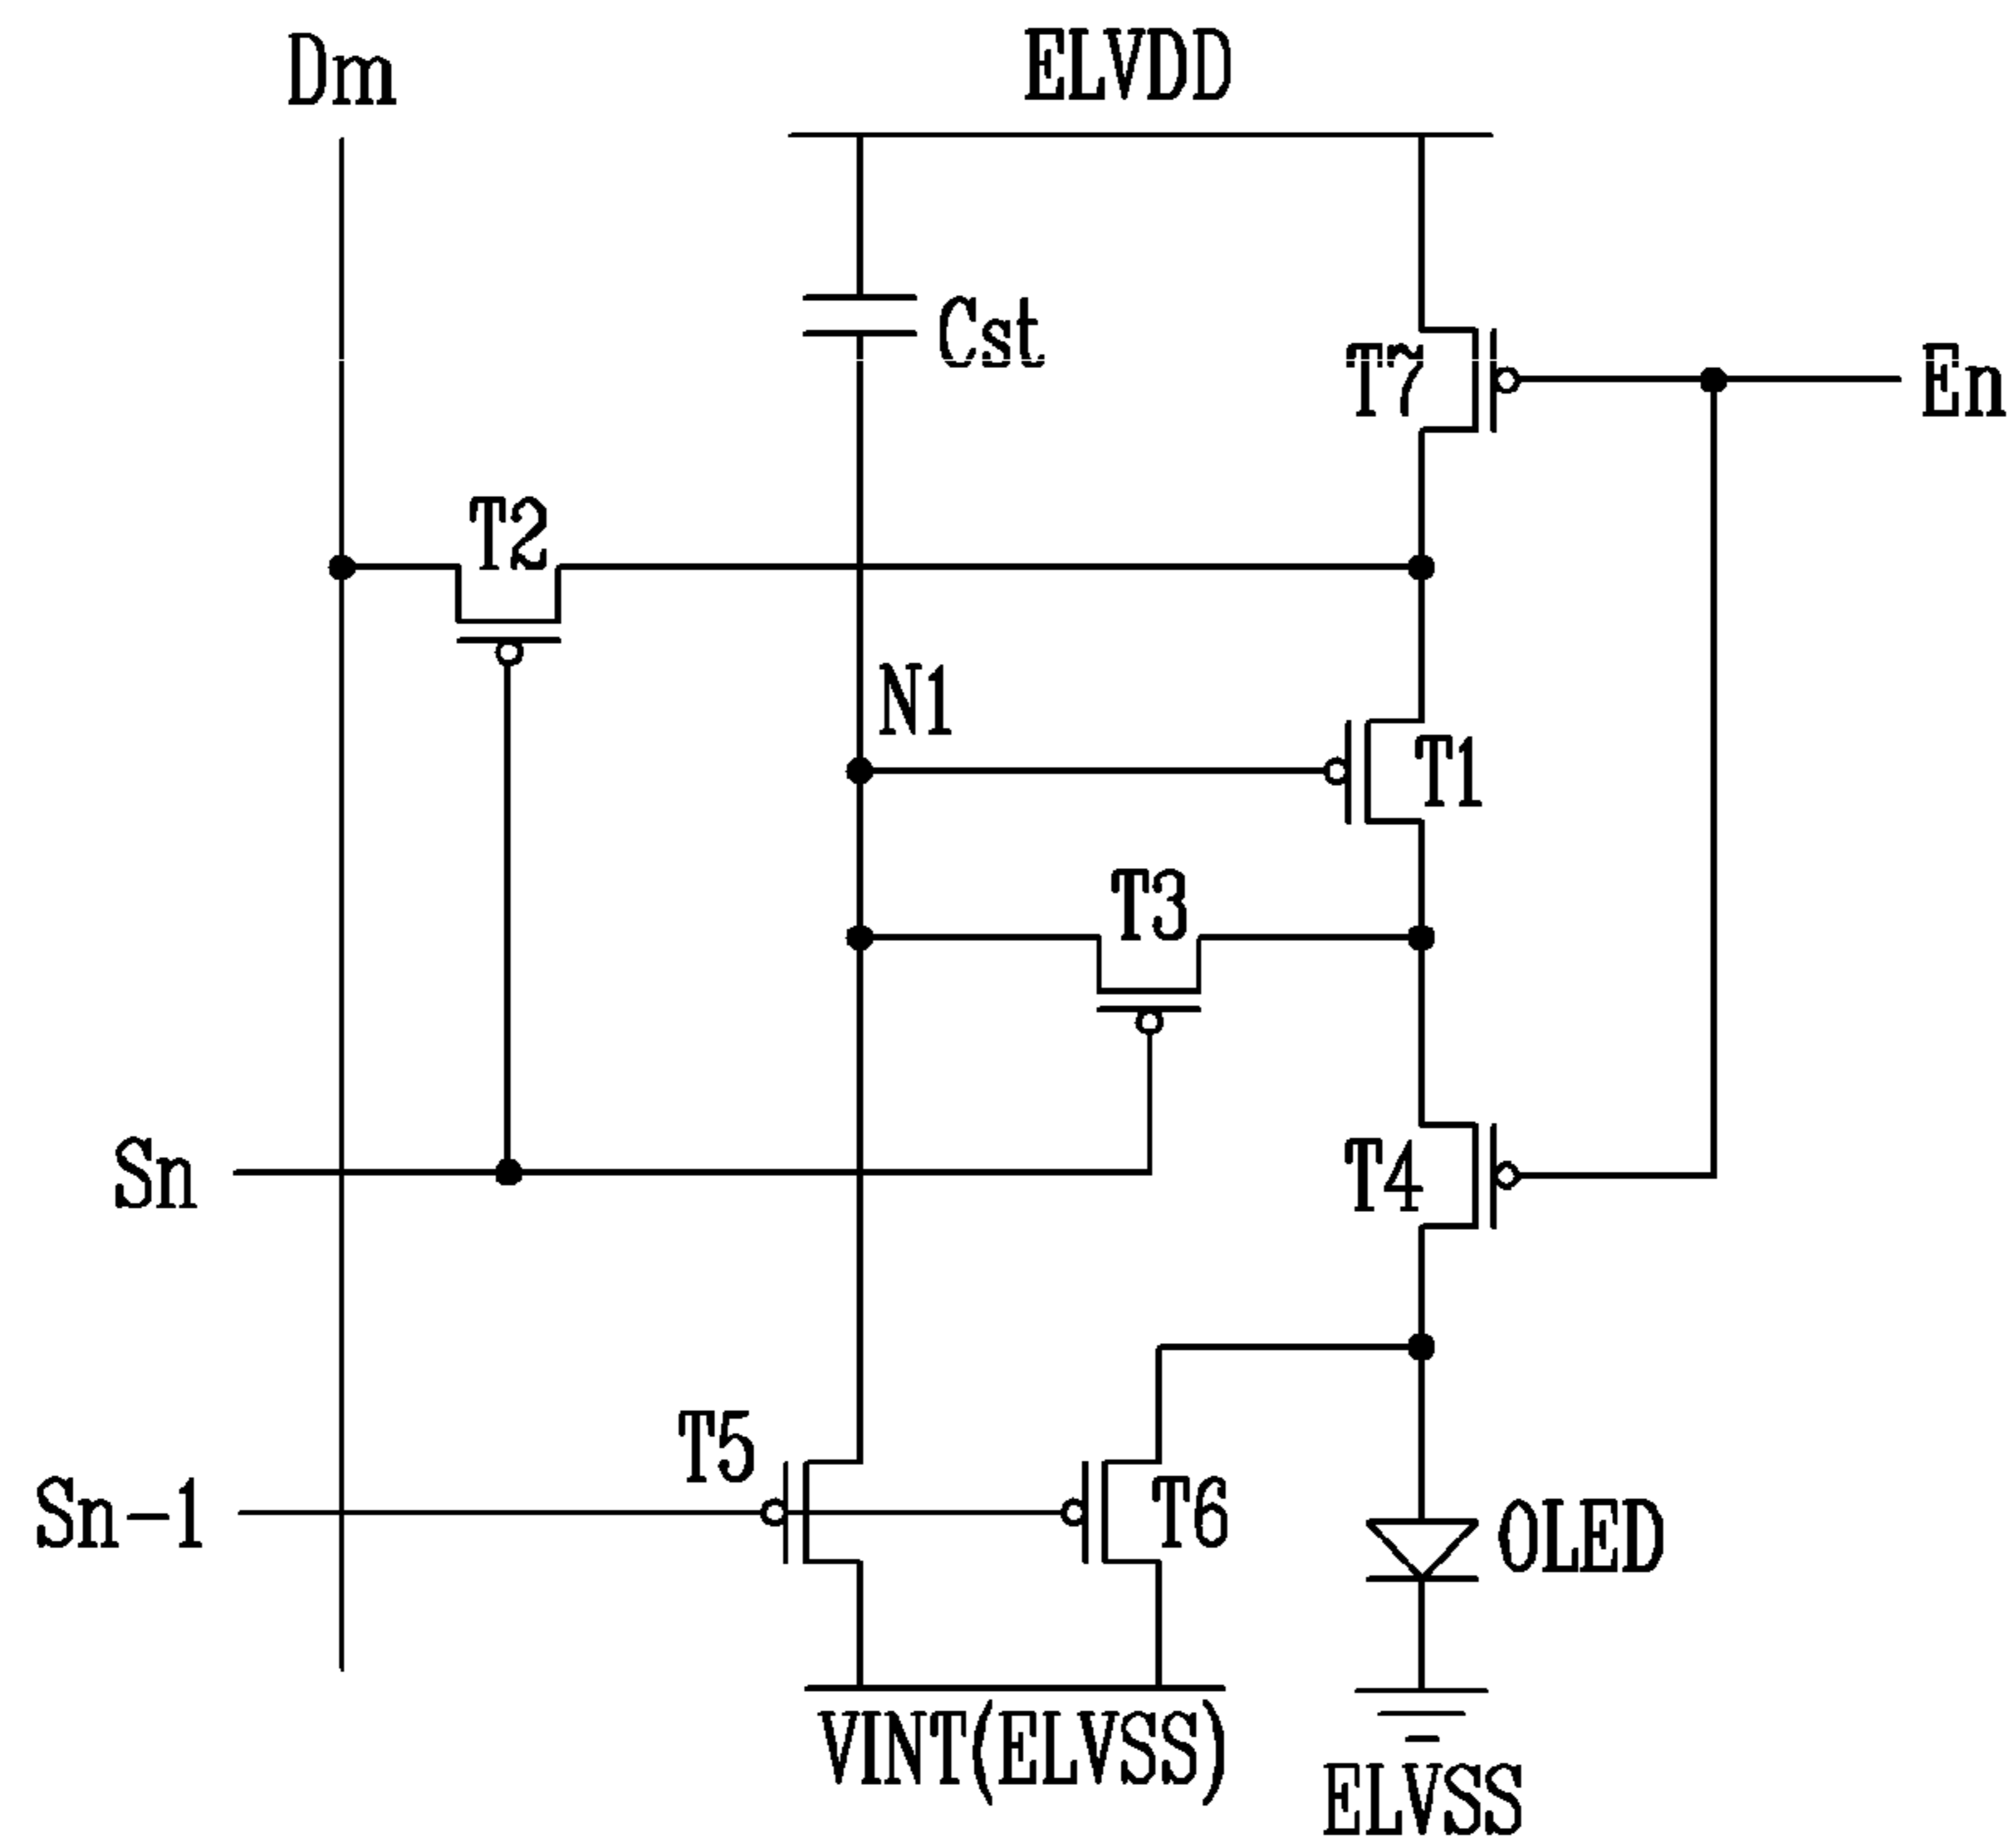 Dm
ELVDD
Cst
T7
En
T2
N1
T1
T3
Sn
T4
T5
Sn-1
T6
OLED
VINT(ELVSS)
ELVSS